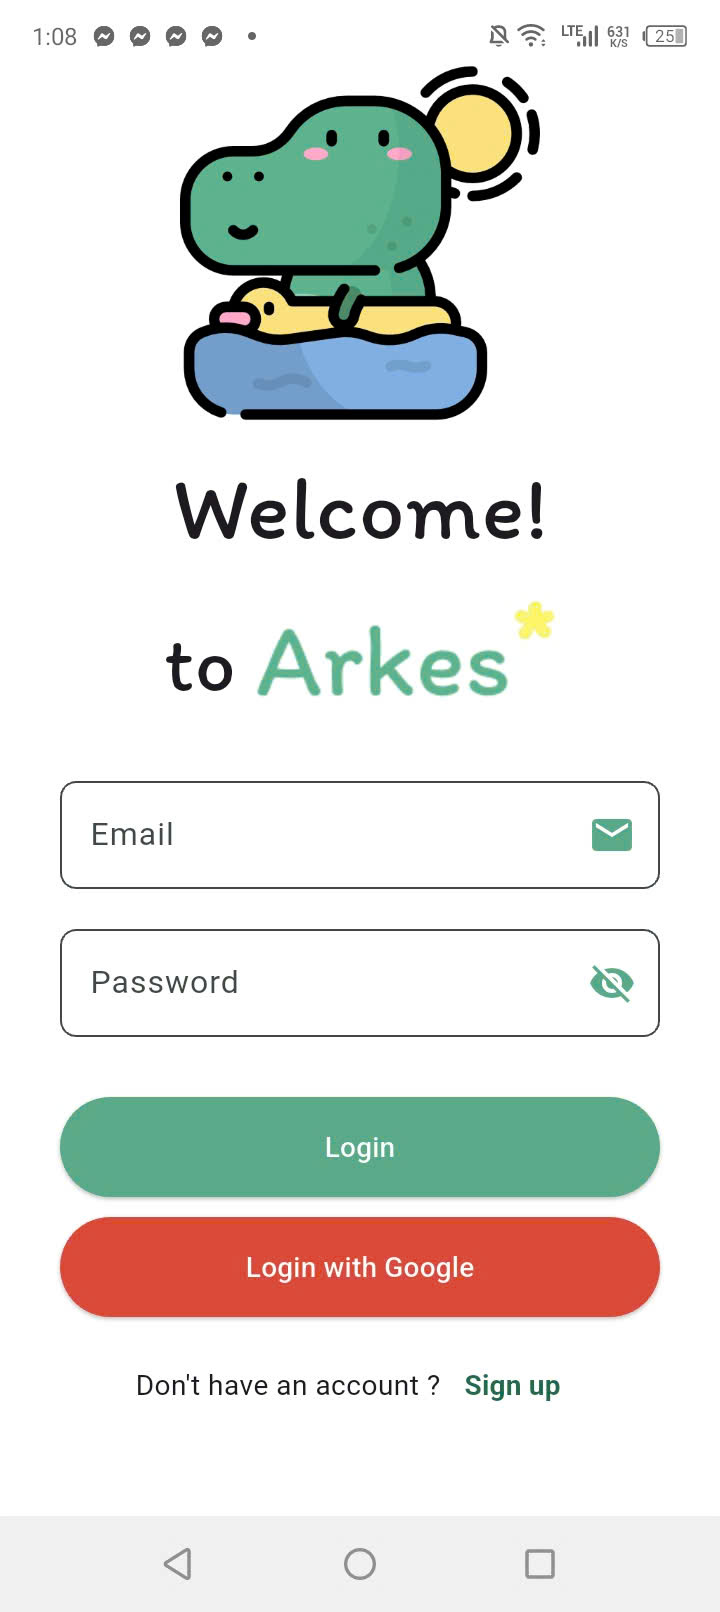 1:08 LTE 631 K/S 25
Welcome!
to Arkes*
Email
Password
Login
Login with Google
Don't have an account ? Sign up